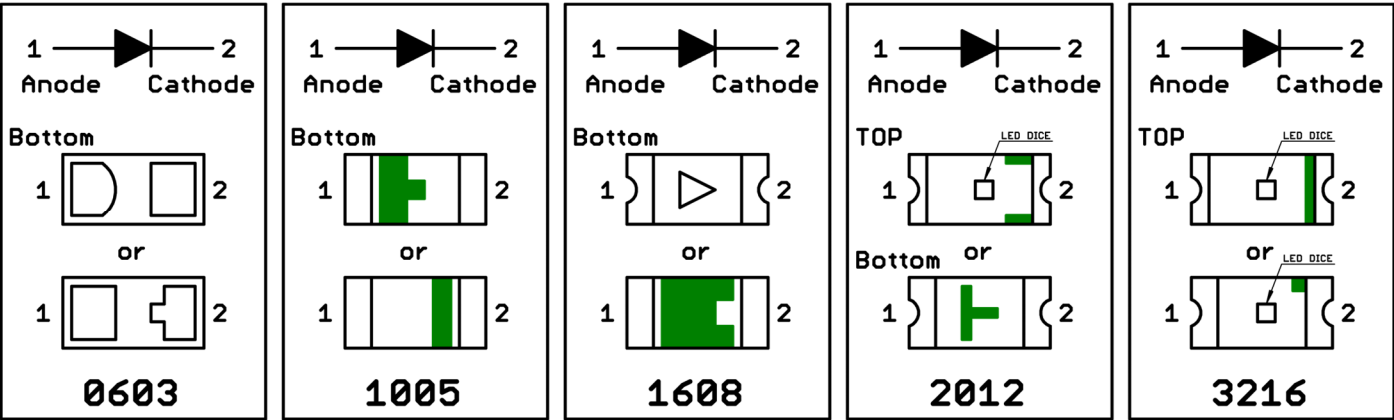 1 2
Anode Cathode
Bottom
1 2
or
1 2
0603
1 2
Anode Cathode
Bottom
1 2
or
1 2
1005
1 2
Anode Cathode
Bottom
1 2
or
1 2
1608
1 2
Anode Cathode
TOP
LED DICE
1 2
or
Bottom
1 2
2012
1 2
Anode Cathode
TOP
LED DICE
1 2
or
LED DICE
1 2
3216